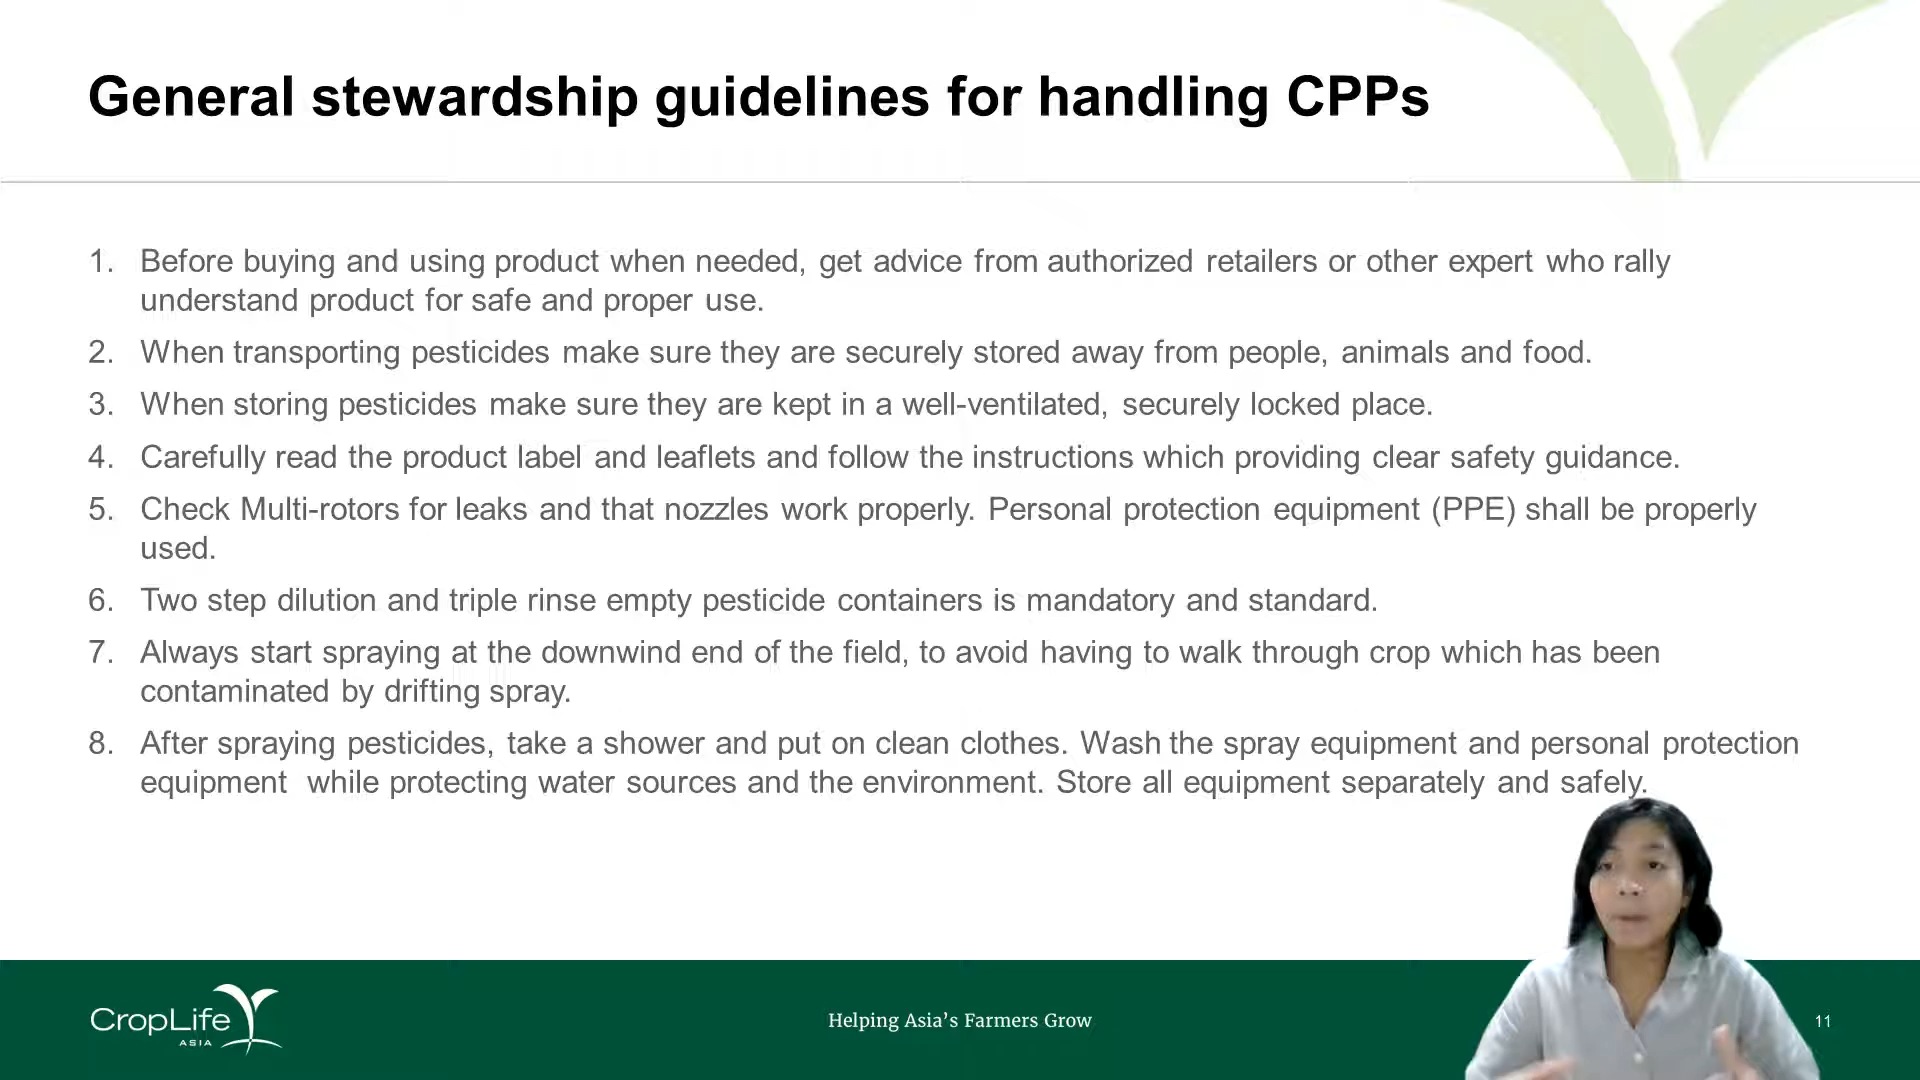 General stewardship guidelines for handling CPPs
1. Before buying and using product when needed, get advice from authorized retailers or other expert who rally
understand product for safe and proper use.
2. When transporting pesticides make sure they are securely stored away from people, animals and food.
3. When storing pesticides make sure they are kept in a well-ventilated, securely locked place.
4. Carefully read the product label and leaflets and follow the instructions which providing clear safety guidance.
5. Check Multi-rotors for leaks and that nozzles work properly. Personal protection equipment (PPE) shall be properly
used.
6. Two step dilution and triple rinse empty pesticide containers is mandatory and standard.
7. Always start spraying at the downwind end of the field, to avoid having to walk through crop which has been
contaminated by drifting spray.
8. After spraying pesticides, take a shower and put on clean clothes. Wash the spray equipment and personal protection
equipment while protecting water sources and the environment. Store all equipment separately and safely.
CropLife
ASIA
Helping Asia's Farmers Grow
11